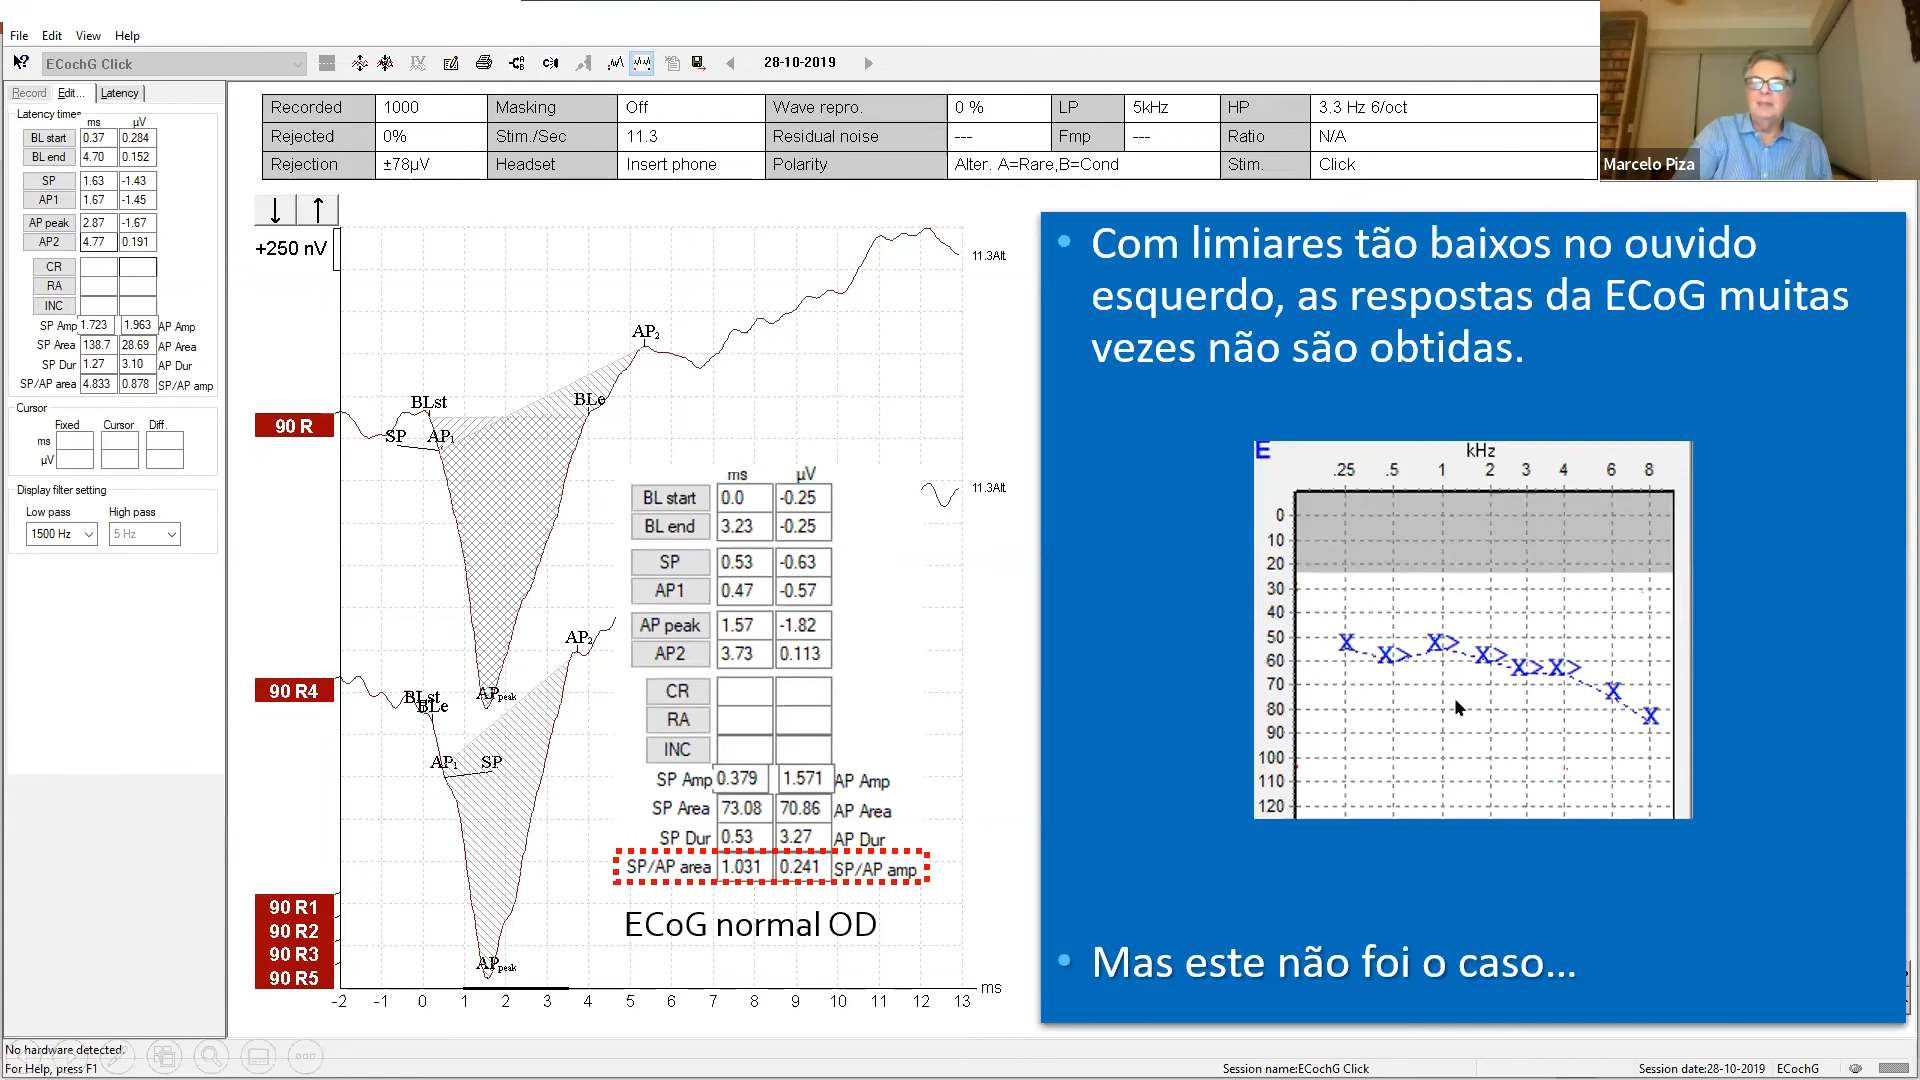 File Edit View Help
ECochG Click
28-10-2019
Marcelo Piza
Record Edit... Latency
Latency times
ms µV
BL start 0.37 0.284
BL end 4.70 0.152
SP 1.63 -1.43
AP1 1.67 -1.45
AP peak 2.87 -1.67
AP2 4.77 0.191
CR
RA
INC
SP Amp 1.723 1.963 AP Amp
SP Area 138.7 28.69 AP Area
SP Dur 1.27 3.10 AP Dur
SP/AP area 4.833 0.878 SP/AP amp
Cursor
Fixed Cursor Diff.
ms
µV
Display filter setting
Low pass High pass
1500 Hz 5 Hz
Recorded 1000 Masking Off Wave repro. 0 % LP 5kHz HP 3.3 Hz 6/oct
Rejected 0% Stim./Sec 11.3 Residual noise --- Fmp --- Ratio N/A
Rejection ±78µV Headset Insert phone Polarity Alter. A=Rare,B=Cond Stim. Click
+250 nV
11.3Alt
AP2
BLst
BLe
90 R
SP AP1
11.3Alt
APpeak
AP2
90 R4
BLst
BLe
AP1 SP
APpeak
90 R1
90 R2
90 R3
90 R5
-2 -1 0 1 2 3 4 5 6 7 8 9 10 11 12 13 ms
ms µV
BL start 0.0 -0.25
BL end 3.23 -0.25
SP 0.53 -0.63
AP1 0.47 -0.57
AP peak 1.57 -1.82
AP2 3.73 0.113
CR
RA
INC
SP Amp 0.379 1.571 AP Amp
SP Area 73.08 70.86 AP Area
SP Dur 0.53 3.27 AP Dur
SP/AP area 1.031 0.241 SP/AP amp
ECoG normal OD
• Com limiares tão baixos no ouvido
esquerdo, as respostas da ECoG muitas
vezes não são obtidas.
E
kHz
.25 .5 1 2 3 4 6 8
0
10
20
30
40
50
60
70
80
90
100
110
120
• Mas este não foi o caso...
No hardware detected.
For Help, press F1
Session name:ECochG Click
Session date:28-10-2019 ECochG